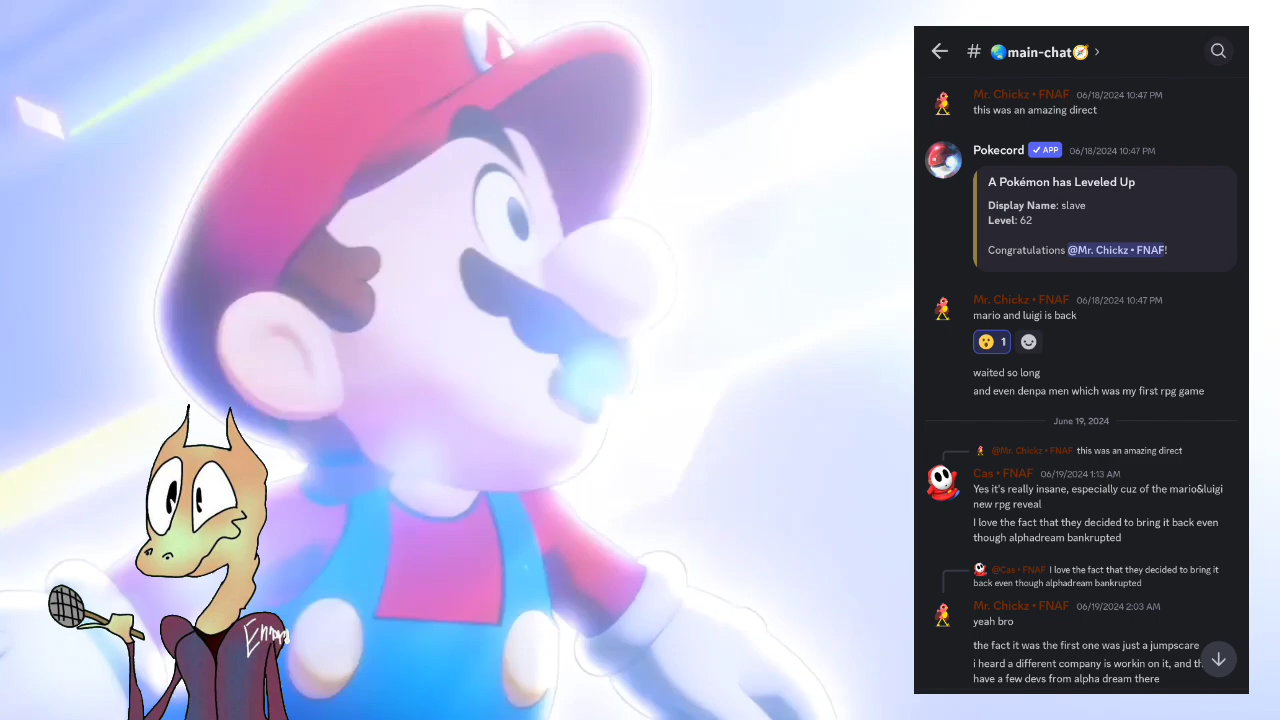 # 🌏main-chat🧭 ›
Mr. Chickz • FNAF 06/18/2024 10:47 PM
this was an amazing direct
Pokecord ✓ APP 06/18/2024 10:47 PM
A Pokémon has Leveled Up
Display Name: slave
Level: 62
Congratulations @Mr. Chickz • FNAF!
Mr. Chickz • FNAF 06/18/2024 10:47 PM
mario and luigi is back
😯 1
waited so long
and even denpa men which was my first rpg game
June 19, 2024
@Mr. Chickz • FNAF this was an amazing direct
Cas • FNAF 06/19/2024 1:13 AM
Yes it's really insane, especially cuz of the mario&luigi
new rpg reveal
I love the fact that they decided to bring it back even
though alphadream bankrupted
@Cas • FNAF I love the fact that they decided to bring it
back even though alphadream bankrupted
Mr. Chickz • FNAF 06/19/2024 2:03 AM
yeah bro
the fact it was the first one was just a jumpscare
i heard a different company is workin on it, and
have a few devs from alpha dream there